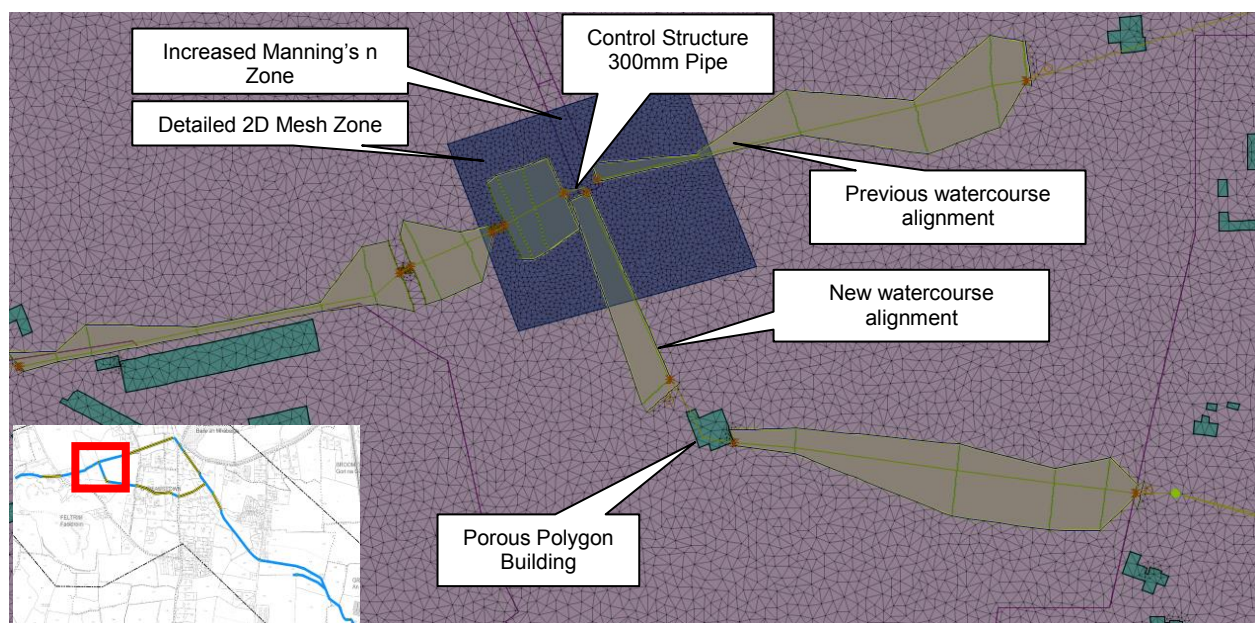 Increased Manning's n
Zone
Control Structure
300mm Pipe
Detailed 2D Mesh Zone
Previous watercourse
alignment
New watercourse
alignment
Porous Polygon
Building
FELTRIM